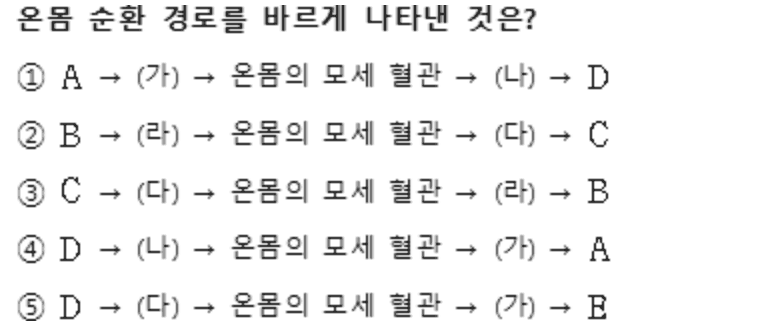 온몸 순환 경로를 바르게 나타낸 것은?
① A → (가) → 온몸의 모세 혈관 → (나) → D
② B → (라) → 온몸의 모세 혈관 → (다) → C
③ C → (다) → 온몸의 모세 혈관 → (라) → B
④ D → (나) → 온몸의 모세 혈관 → (가) → A
⑤ D → (다) → 온몸의 모세 혈관 → (가) → E